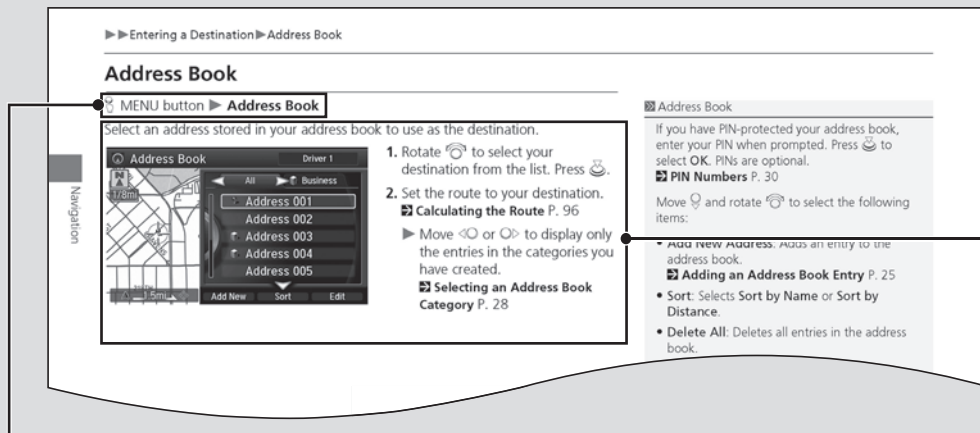 ▶▶Entering a Destination▶Address Book
Address Book
MENU button ▶ Address Book
Select an address stored in your address book to use as the destination.
Address Book
Driver 1
N
1/8mi
All
Business
Address 001
Address 002
Address 003
Address 004
Address 005
1.5mi
Add New
Sort
Edit
1. Rotate to select your
destination from the list. Press .
2. Set the route to your destination.
Calculating the Route P. 96
▶ Move or to display only
the entries in the categories you
have created.
Selecting an Address Book
Category P. 28
Navigation
Address Book
If you have PIN-protected your address book,
enter your PIN when prompted. Press to
select OK. PINs are optional.
PIN Numbers P. 30
Move and rotate to select the following
items:
• Add New Address: Adds an entry to the
address book.
Adding an Address Book Entry P. 25
• Sort: Selects Sort by Name or Sort by
Distance.
• Delete All: Deletes all entries in the address
book.